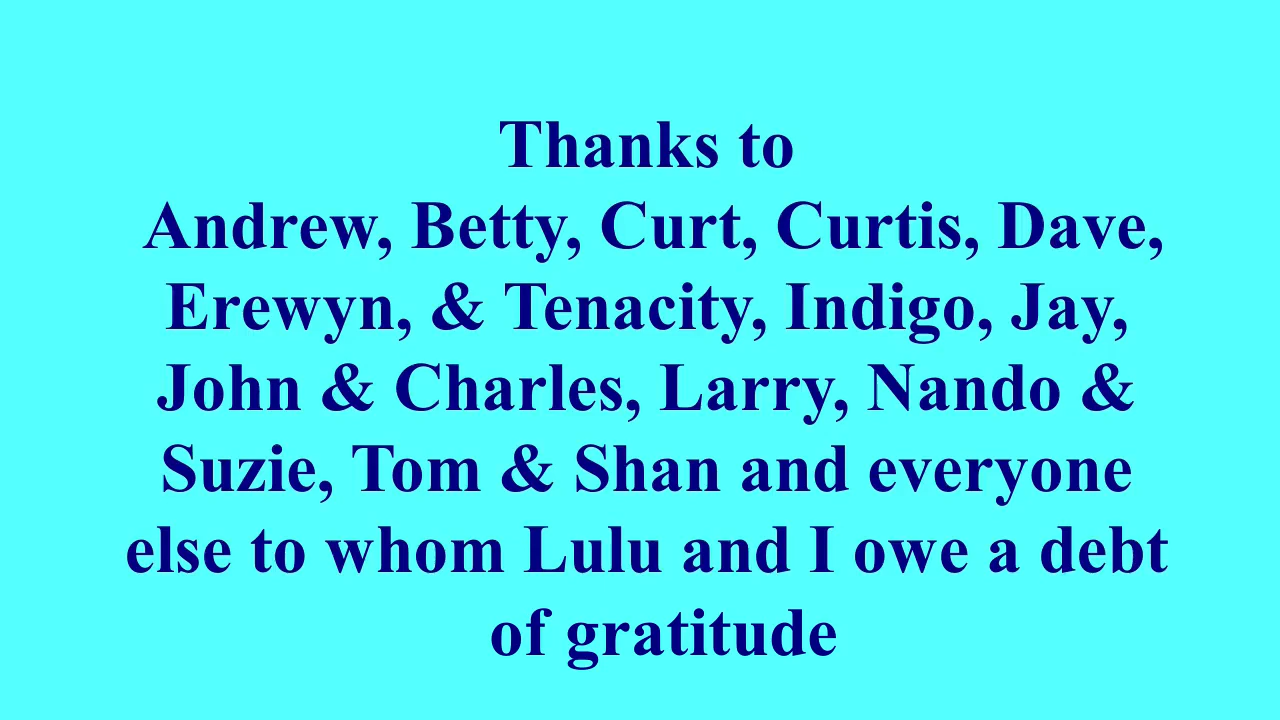 Thanks to
Andrew, Betty, Curt, Curtis, Dave,
Erewyn, & Tenacity, Indigo, Jay,
John & Charles, Larry, Nando &
Suzie, Tom & Shan and everyone
else to whom Lulu and I owe a debt
of gratitude